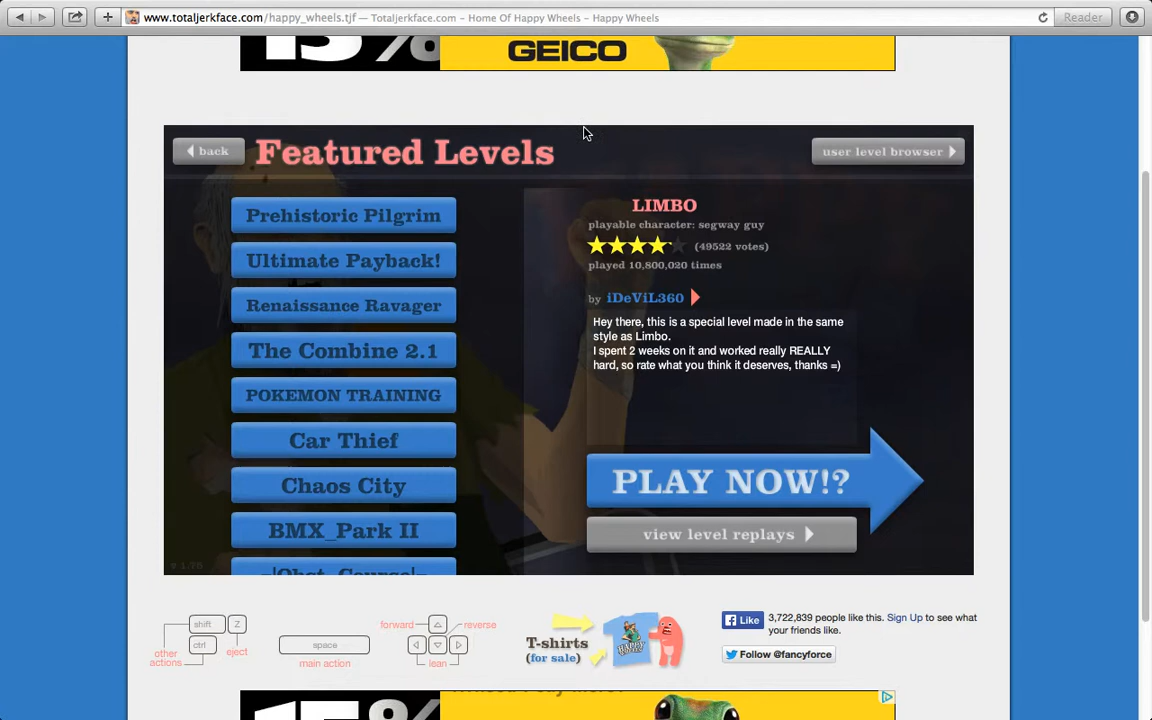 www.totaljerkface.com/happy_wheels.tjf — Totaljerkface.com - Home Of Happy Wheels - Happy Wheels
Reader
15%
GEICO
back
Featured Levels
user level browser
Prehistoric Pilgrim
Ultimate Payback!
Renaissance Ravager
The Combine 2.1
POKEMON TRAINING
Car Thief
Chaos City
BMX_Park II
-|Obst. Course|-
LIMBO
playable character: segway guy
(49522 votes)
played 10,800,020 times
by iDeViL360
Hey there, this is a special level made in the same
style as Limbo.
I spent 2 weeks on it and worked really REALLY
hard, so rate what you think it deserves, thanks =)
PLAY NOW!?
view level replays
shift
Z
ctrl
other
actions
eject
space
main action
forward
reverse
lean
T-shirts
(for sale)
Like
3,722,839 people like this. Sign Up to see what
your friends like.
Follow @fancyforce
15%